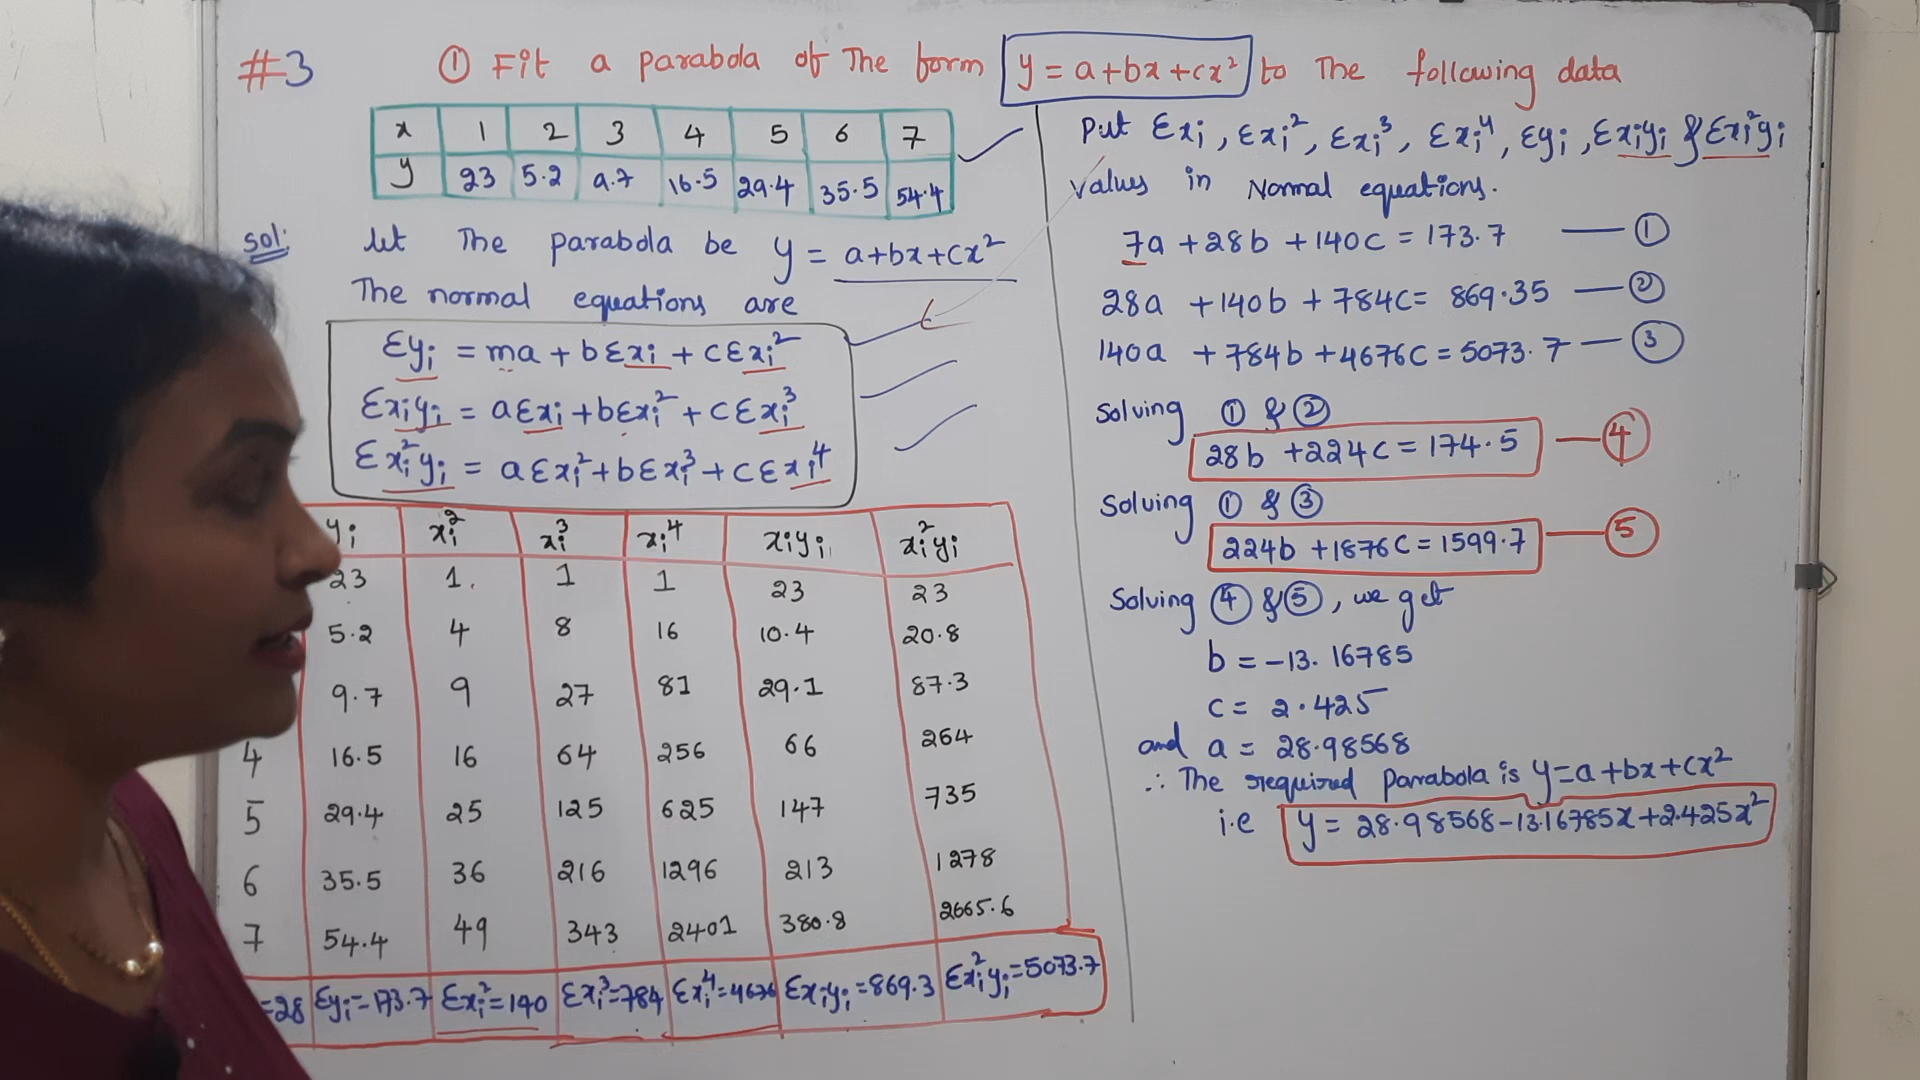 #3 ① Fit a parabola of The form y = a+bx+cx² to The following data
x 1 2 3 4 5 6 7
y 23 5.2 9.7 16.5 29.4 35.5 54.4
Sol: let The parabola be y = a+bx+cx²
The normal equations are
Σyᵢ = ma + bΣxᵢ + cΣxᵢ²
Σxᵢyᵢ = aΣxᵢ + bΣxᵢ² + cΣxᵢ³
Σxᵢ²yᵢ = aΣxᵢ² + bΣxᵢ³ + cΣxᵢ⁴
yᵢ xᵢ² xᵢ³ xᵢ⁴ xᵢyᵢ xᵢ²yᵢ
23 1 1 1 23 23
5.2 4 8 16 10.4 20.8
9.7 9 27 81 29.1 87.3
4 16.5 16 64 256 66 264
5 29.4 25 125 625 147 735
6 35.5 36 216 1296 213 1278
7 54.4 49 343 2401 380.8 2665.6
=28 Σyᵢ=173.7 Σxᵢ²=140 Σxᵢ³=784 Σxᵢ⁴=4676 Σxᵢyᵢ=869.3 Σxᵢ²yᵢ=5073.7
Put Σxᵢ, Σxᵢ², Σxᵢ³, Σxᵢ⁴, Σyᵢ, Σxᵢyᵢ & Σxᵢ²yᵢ
values in Normal equations.
7a + 28b + 140c = 173.7 — ①
28a + 140b + 784c = 869.35 — ②
140a + 784b + 4676c = 5073.7 — ③
Solving ① & ②
28b + 224c = 174.5 — ④
Solving ① & ③
224b + 1876c = 1599.7 — ⑤
Solving ④ & ⑤, we get
b = -13.16785
c = 2.425
and a = 28.98568
∴ The required Parabola is y=a+bx+cx²
i.e y = 28.98568-13.16785x+2.425x²